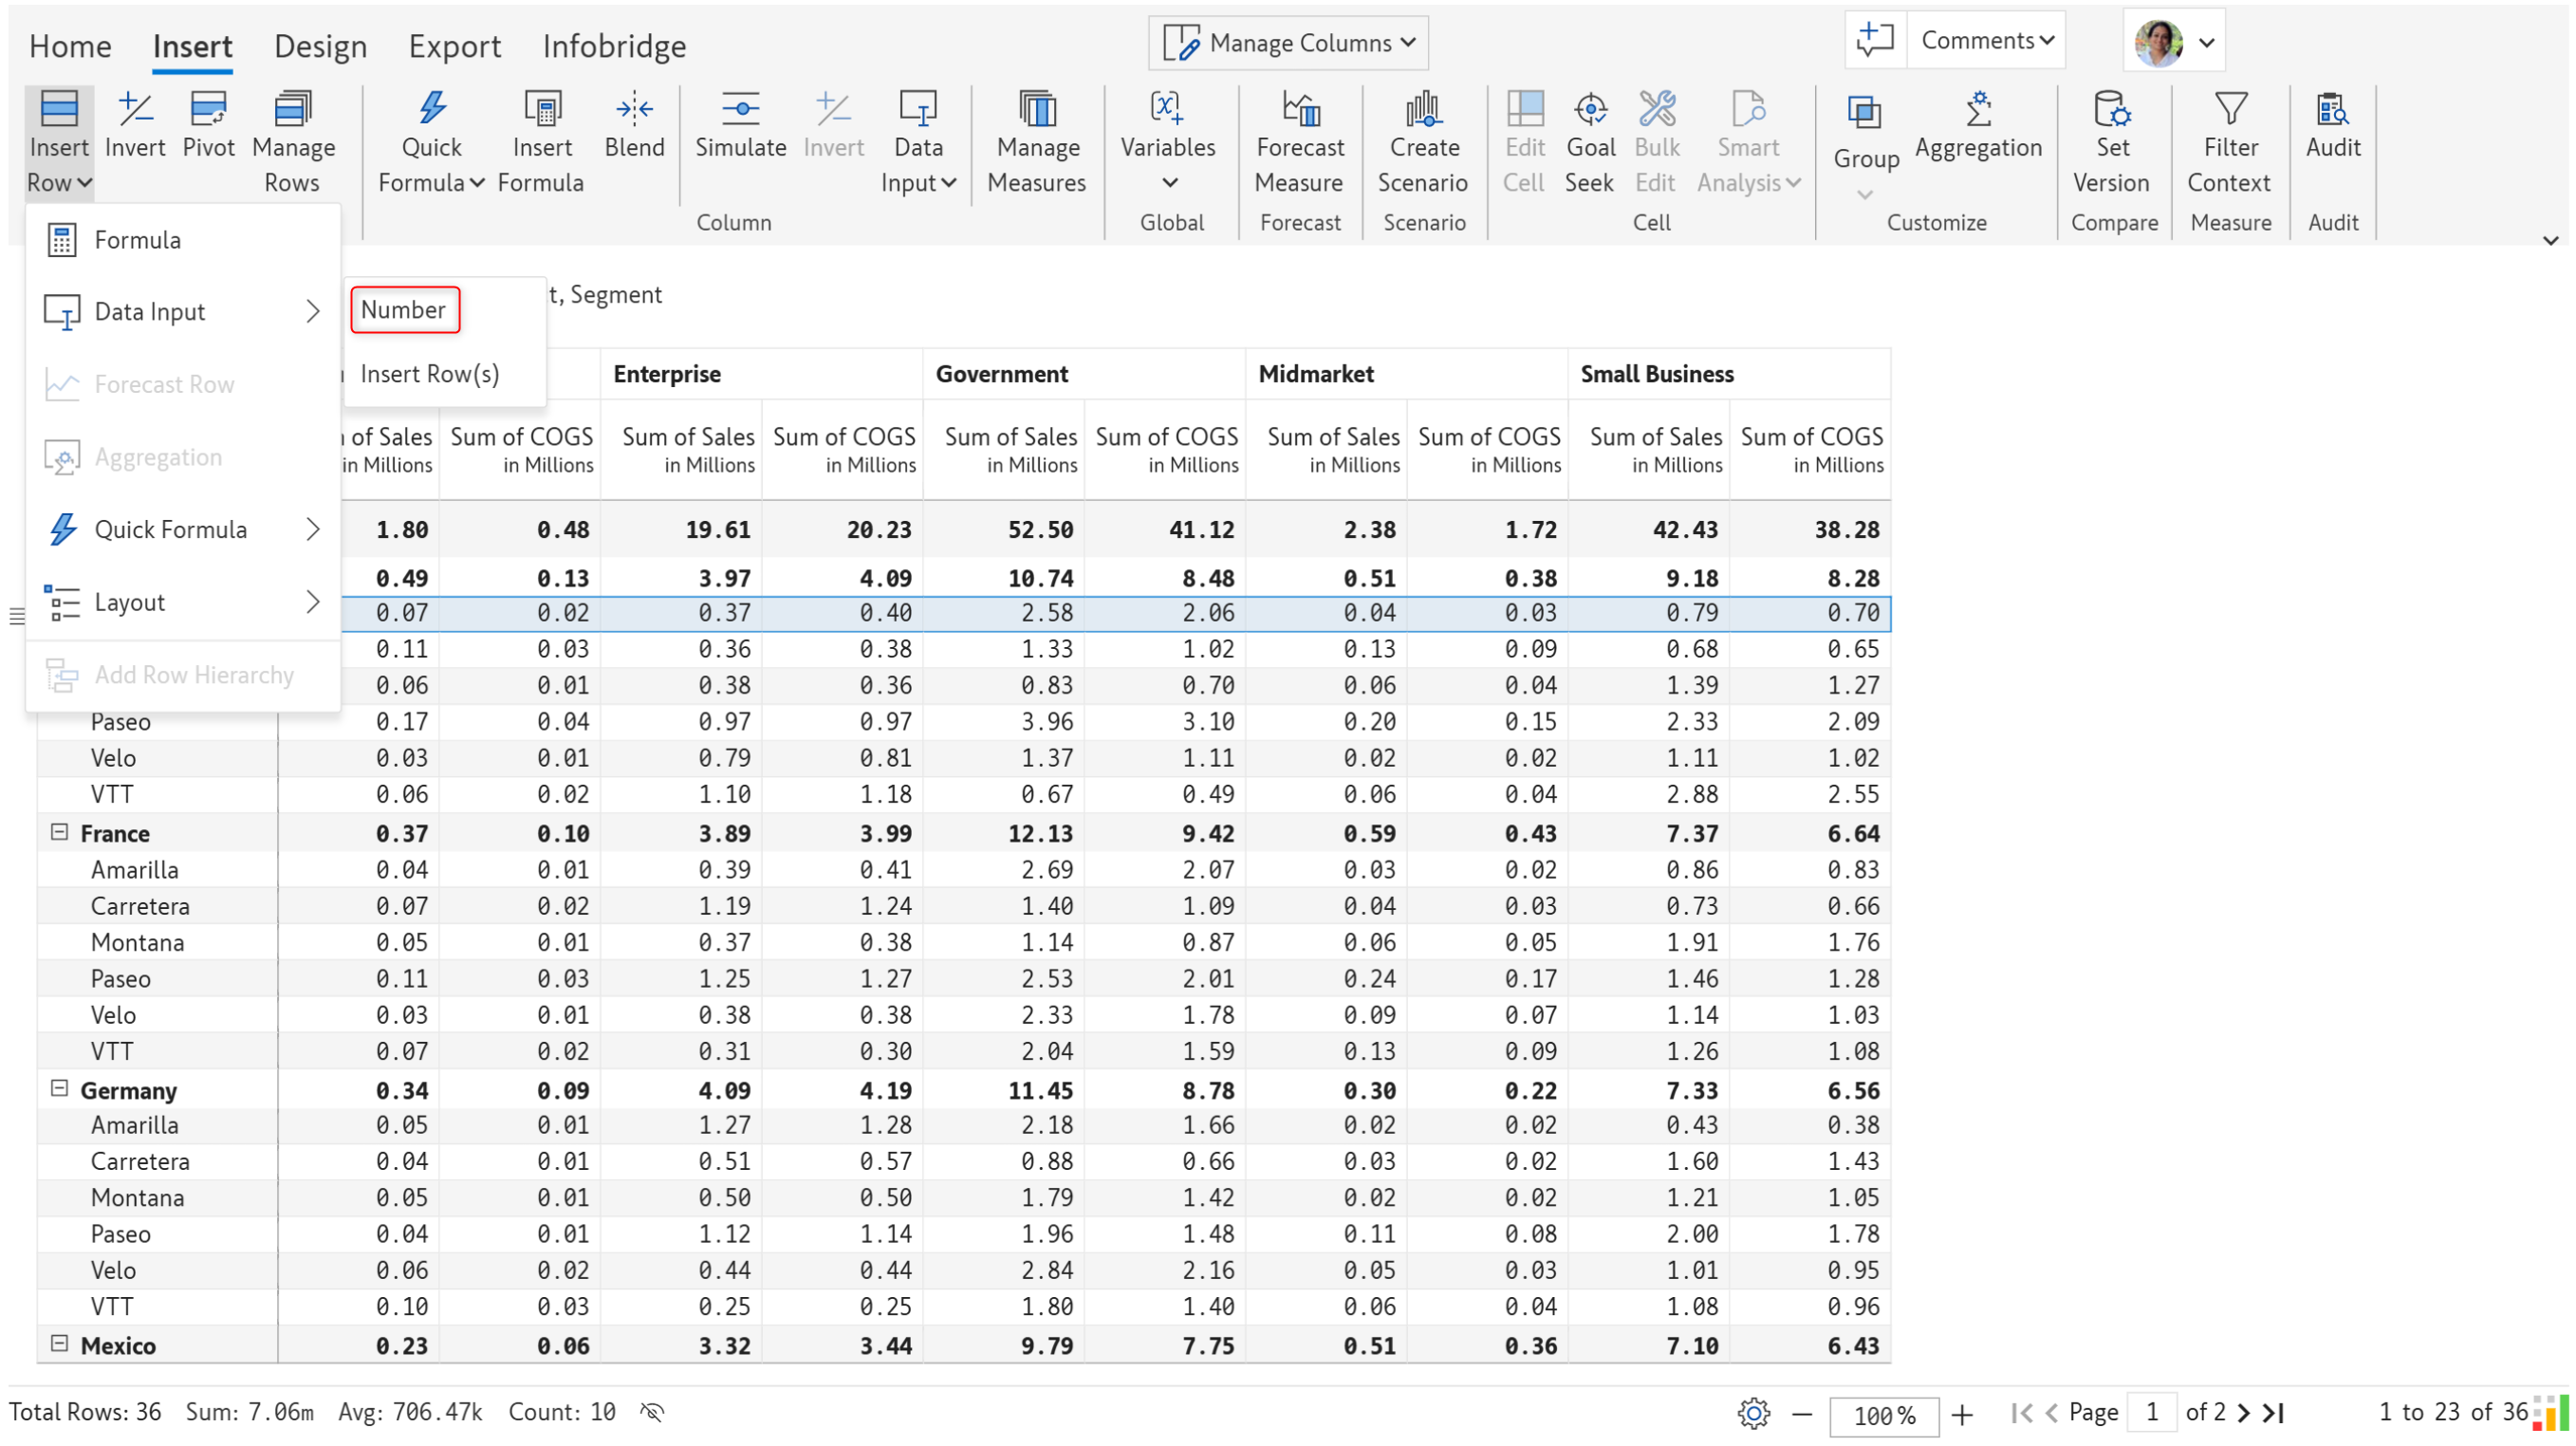 Home Insert Design Export Infobridge Manage Columns Comments
Insert Row Invert Pivot Manage Rows Quick Formula Insert Formula Blend Simulate Invert Data Input Manage Measures Variables Forecast Measure Create Scenario Edit Cell Goal Seek Bulk Edit Smart Analysis Group Aggregation Set Version Filter Context Audit
Column Global Forecast Scenario Cell Customize Compare Measure Audit
Formula
Data Input
Forecast Row
Aggregation
Quick Formula
Layout
Add Row Hierarchy
Number
Insert Row(s)
t, Segment
Enterprise Government Midmarket Small Business
of Sales Sum of COGS Sum of Sales Sum of COGS Sum of Sales Sum of COGS Sum of Sales Sum of COGS Sum of Sales Sum of COGS
in Millions in Millions in Millions in Millions in Millions in Millions in Millions in Millions in Millions in Millions
1.80 0.48 19.61 20.23 52.50 41.12 2.38 1.72 42.43 38.28
0.49 0.13 3.97 4.09 10.74 8.48 0.51 0.38 9.18 8.28
0.07 0.02 0.37 0.40 2.58 2.06 0.04 0.03 0.79 0.70
0.11 0.03 0.36 0.38 1.33 1.02 0.13 0.09 0.68 0.65
0.06 0.01 0.38 0.36 0.83 0.70 0.06 0.04 1.39 1.27
Paseo 0.17 0.04 0.97 0.97 3.96 3.10 0.20 0.15 2.33 2.09
Velo 0.03 0.01 0.79 0.81 1.37 1.11 0.02 0.02 1.11 1.02
VTT 0.06 0.02 1.10 1.18 0.67 0.49 0.06 0.04 2.88 2.55
France 0.37 0.10 3.89 3.99 12.13 9.42 0.59 0.43 7.37 6.64
Amarilla 0.04 0.01 0.39 0.41 2.69 2.07 0.03 0.02 0.86 0.83
Carretera 0.07 0.02 1.19 1.24 1.40 1.09 0.04 0.03 0.73 0.66
Montana 0.05 0.01 0.37 0.38 1.14 0.87 0.06 0.05 1.91 1.76
Paseo 0.11 0.03 1.25 1.27 2.53 2.01 0.24 0.17 1.46 1.28
Velo 0.03 0.01 0.38 0.38 2.33 1.78 0.09 0.07 1.14 1.03
VTT 0.07 0.02 0.31 0.30 2.04 1.59 0.13 0.09 1.26 1.08
Germany 0.34 0.09 4.09 4.19 11.45 8.78 0.30 0.22 7.33 6.56
Amarilla 0.05 0.01 1.27 1.28 2.18 1.66 0.02 0.02 0.43 0.38
Carretera 0.04 0.01 0.51 0.57 0.88 0.66 0.03 0.02 1.60 1.43
Montana 0.05 0.01 0.50 0.50 1.79 1.42 0.02 0.02 1.21 1.05
Paseo 0.04 0.01 1.12 1.14 1.96 1.48 0.11 0.08 2.00 1.78
Velo 0.06 0.02 0.44 0.44 2.84 2.16 0.05 0.03 1.01 0.95
VTT 0.10 0.03 0.25 0.25 1.80 1.40 0.06 0.04 1.08 0.96
Mexico 0.23 0.06 3.32 3.44 9.79 7.75 0.51 0.36 7.10 6.43
Total Rows: 36 Sum: 7.06m Avg: 706.47k Count: 10 100% Page 1 of 2 1 to 23 of 36